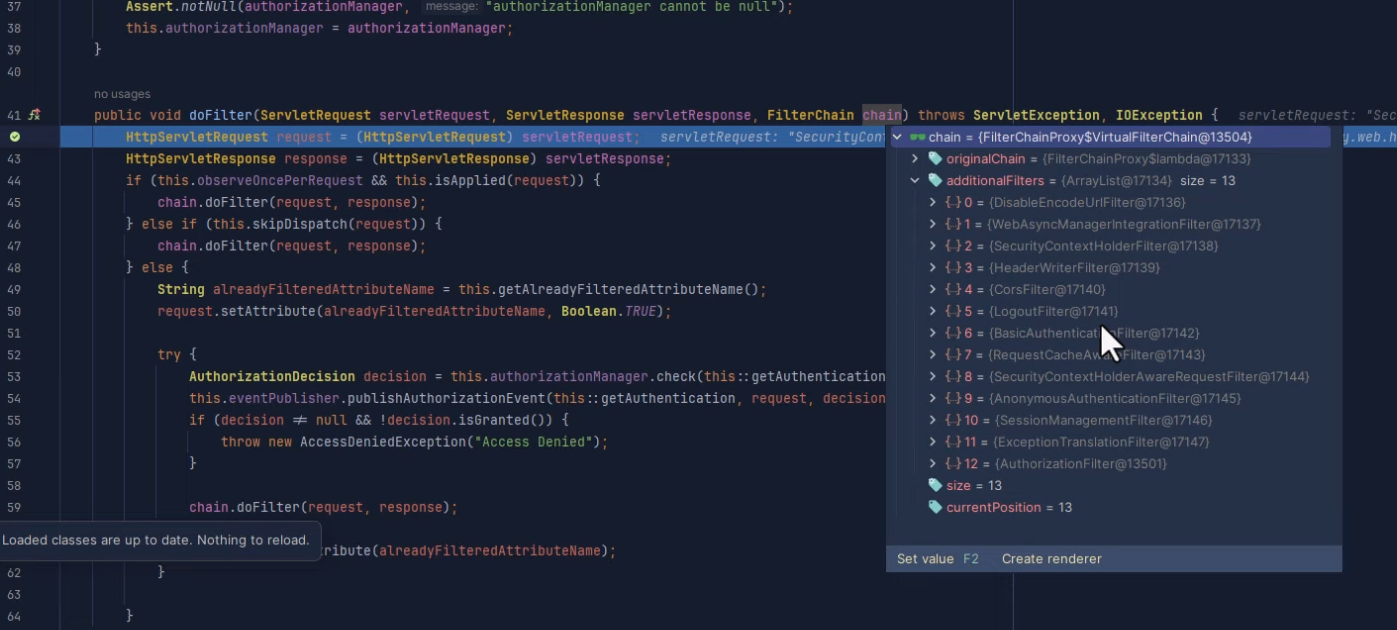 37 Assert.notNull(authorizationManager, message: "authorizationManager cannot be null");
38 this.authorizationManager = authorizationManager;
39 }
40
no usages
41 public void doFilter(ServletRequest servletRequest, ServletResponse servletResponse, FilterChain chain) throws ServletException, IOException { servletRequest: "Sec
HttpServletRequest request = (HttpServletRequest) servletRequest; servletRequest: "SecurityCon y.web.h
chain = {FilterChainProxy$VirtualFilterChain@13504}
43 HttpServletResponse response = (HttpServletResponse) servletResponse;
originalChain = {FilterChainProxy$lambda@17133}
44 if (this.observeOncePerRequest && this.isApplied(request)) {
additionalFilters = {ArrayList@17134} size = 13
45 chain.doFilter(request, response);
0 = {DisableEncodeUrlFilter@17136}
46 } else if (this.skipDispatch(request)) {
1 = {WebAsyncManagerIntegrationFilter@17137}
47 chain.doFilter(request, response);
2 = {SecurityContextHolderFilter@17138}
48 } else {
3 = {HeaderWriterFilter@17139}
49 String alreadyFilteredAttributeName = this.getAlreadyFilteredAttributeName();
4 = {CorsFilter@17140}
50 request.setAttribute(alreadyFilteredAttributeName, Boolean.TRUE);
5 = {LogoutFilter@17141}
51
6 = {BasicAuthenticati Filter@17142}
52 try {
7 = {RequestCacheAwa Filter@17143}
53 AuthorizationDecision decision = this.authorizationManager.check(this::getAuthentication
8 = {SecurityContextHolderAwareRequestFilter@17144}
54 this.eventPublisher.publishAuthorizationEvent(this::getAuthentication, request, decision
9 = {AnonymousAuthenticationFilter@17145}
55 if (decision ≠ null && !decision.isGranted()) {
10 = {SessionManagementFilter@17146}
56 throw new AccessDeniedException("Access Denied");
11 = {ExceptionTranslationFilter@17147}
57 }
12 = {AuthorizationFilter@13501}
58
size = 13
59 chain.doFilter(request, response);
currentPosition = 13
Loaded classes are up to date. Nothing to reload.
tribute(alreadyFilteredAttributeName);
Set value F2 Create renderer
62 }
63
64 }